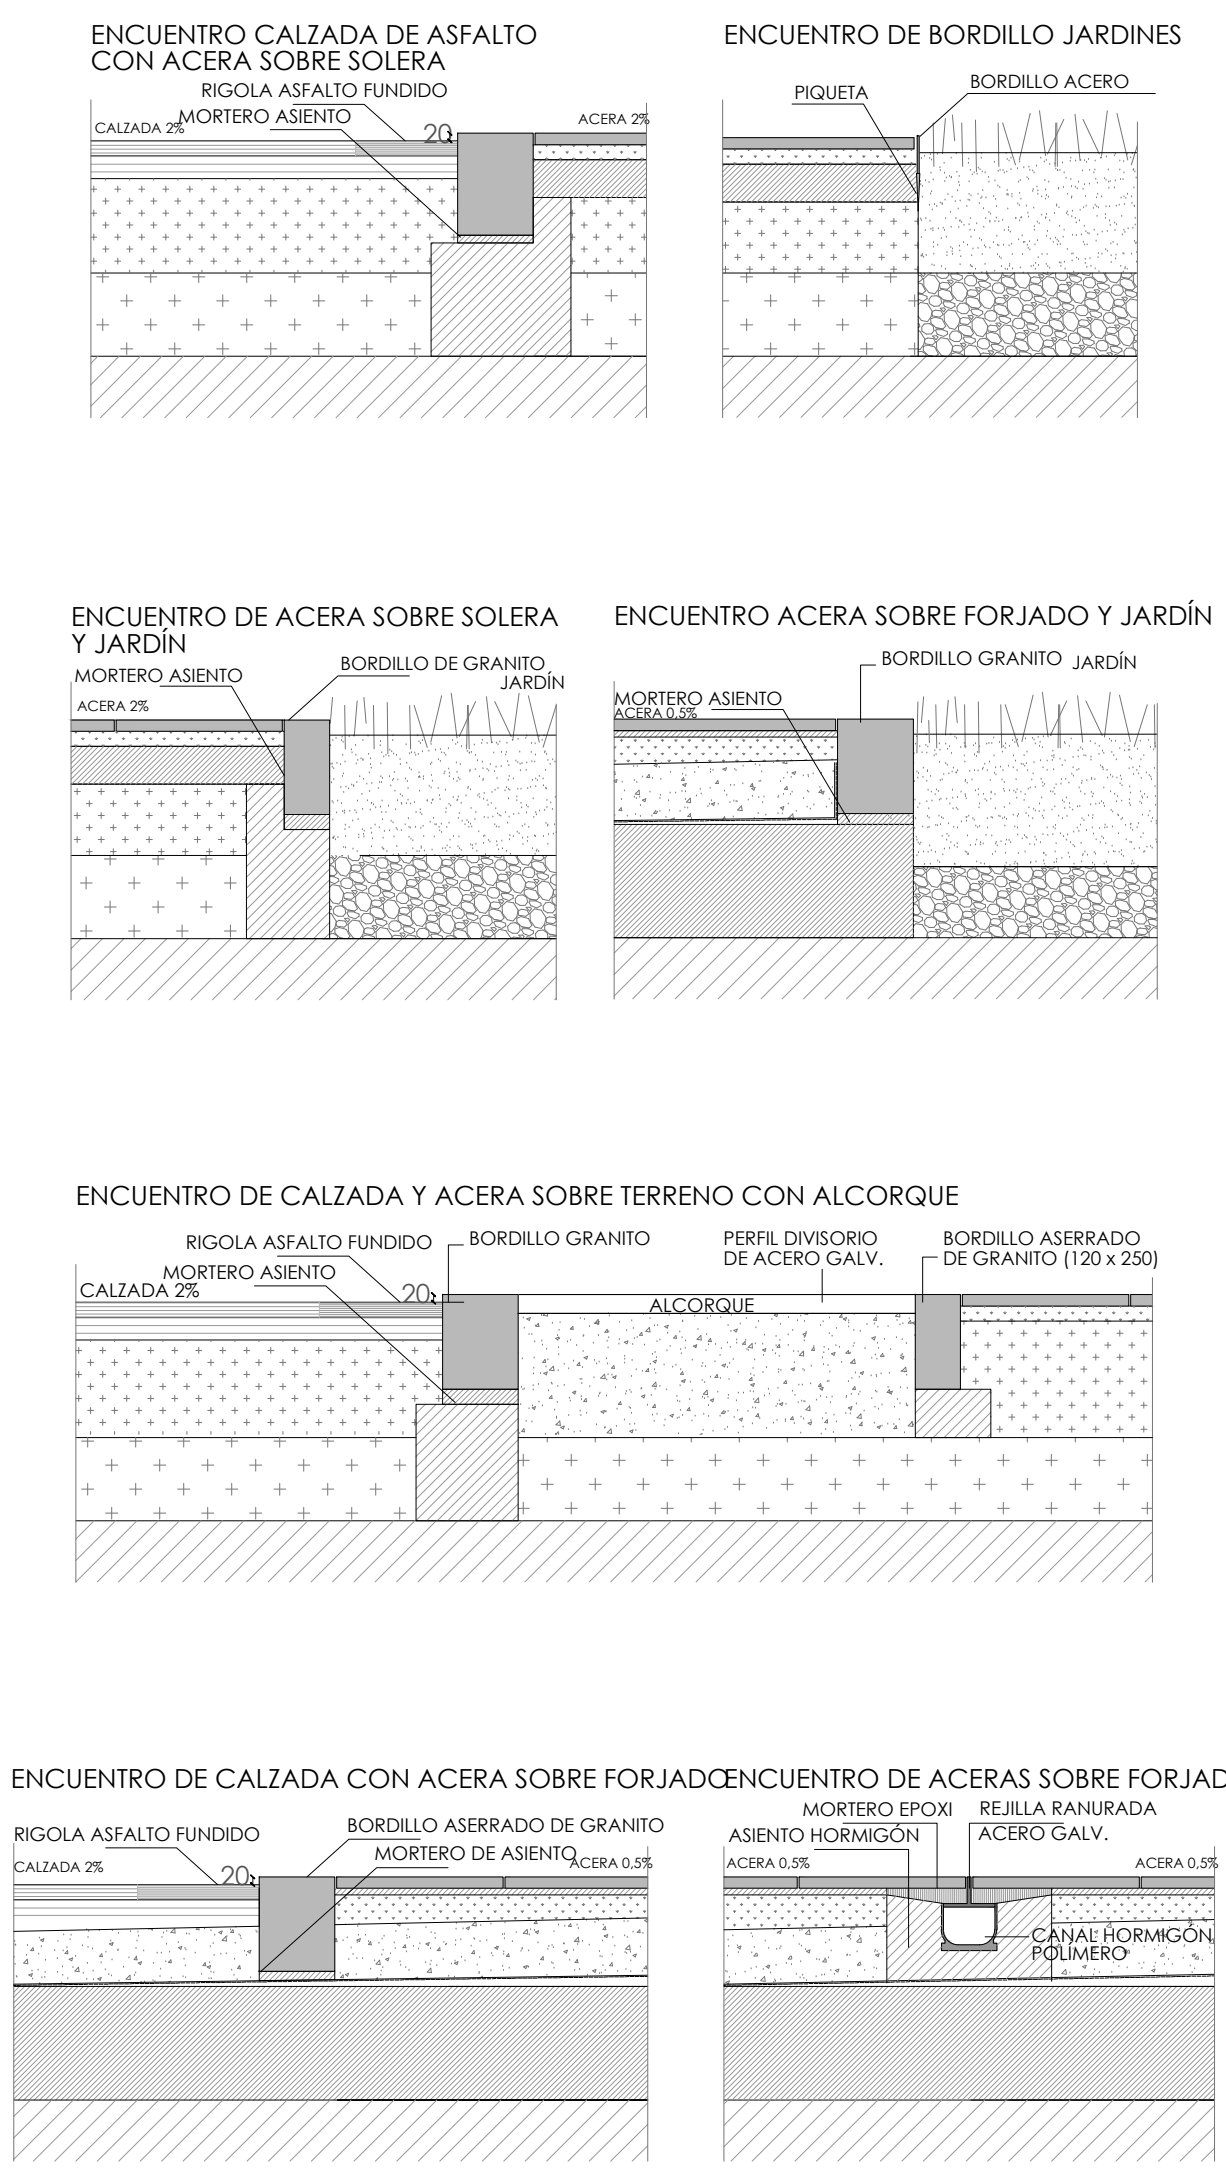 ENCUENTRO CALZADA DE ASFALTO
CON ACERA SOBRE SOLERA
RIGOLA ASFALTO FUNDIDO
MORTERO ASIENTO
CALZADA 2%
20
ACERA 2%
ENCUENTRO DE BORDILLO JARDINES
BORDILLO ACERO
PIQUETA
ENCUENTRO DE ACERA SOBRE SOLERA
Y JARDÍN
BORDILLO DE GRANITO
MORTERO ASIENTO
JARDÍN
ACERA 2%
ENCUENTRO ACERA SOBRE FORJADO Y JARDÍN
BORDILLO GRANITO
JARDÍN
MORTERO ASIENTO
ACERA 0,5%
ENCUENTRO DE CALZADA Y ACERA SOBRE TERRENO CON ALCORQUE
RIGOLA ASFALTO FUNDIDO
BORDILLO GRANITO
PERFIL DIVISORIO
DE ACERO GALV.
BORDILLO ASERRADO
DE GRANITO (120 x 250)
MORTERO ASIENTO
CALZADA 2%
20
ALCORQUE
ENCUENTRO DE CALZADA CON ACERA SOBRE FORJADO
BORDILLO ASERRADO DE GRANITO
RIGOLA ASFALTO FUNDIDO
MORTERO DE ASIENTO
CALZADA 2%
20
ACERA 0,5%
ENCUENTRO DE ACERAS SOBRE FORJAD
MORTERO EPOXI
REJILLA RANURADA
ACERO GALV.
ASIENTO HORMIGÓN
ACERA 0,5%
ACERA 0,5%
CANAL HORMIGÓN
POLÍMERO